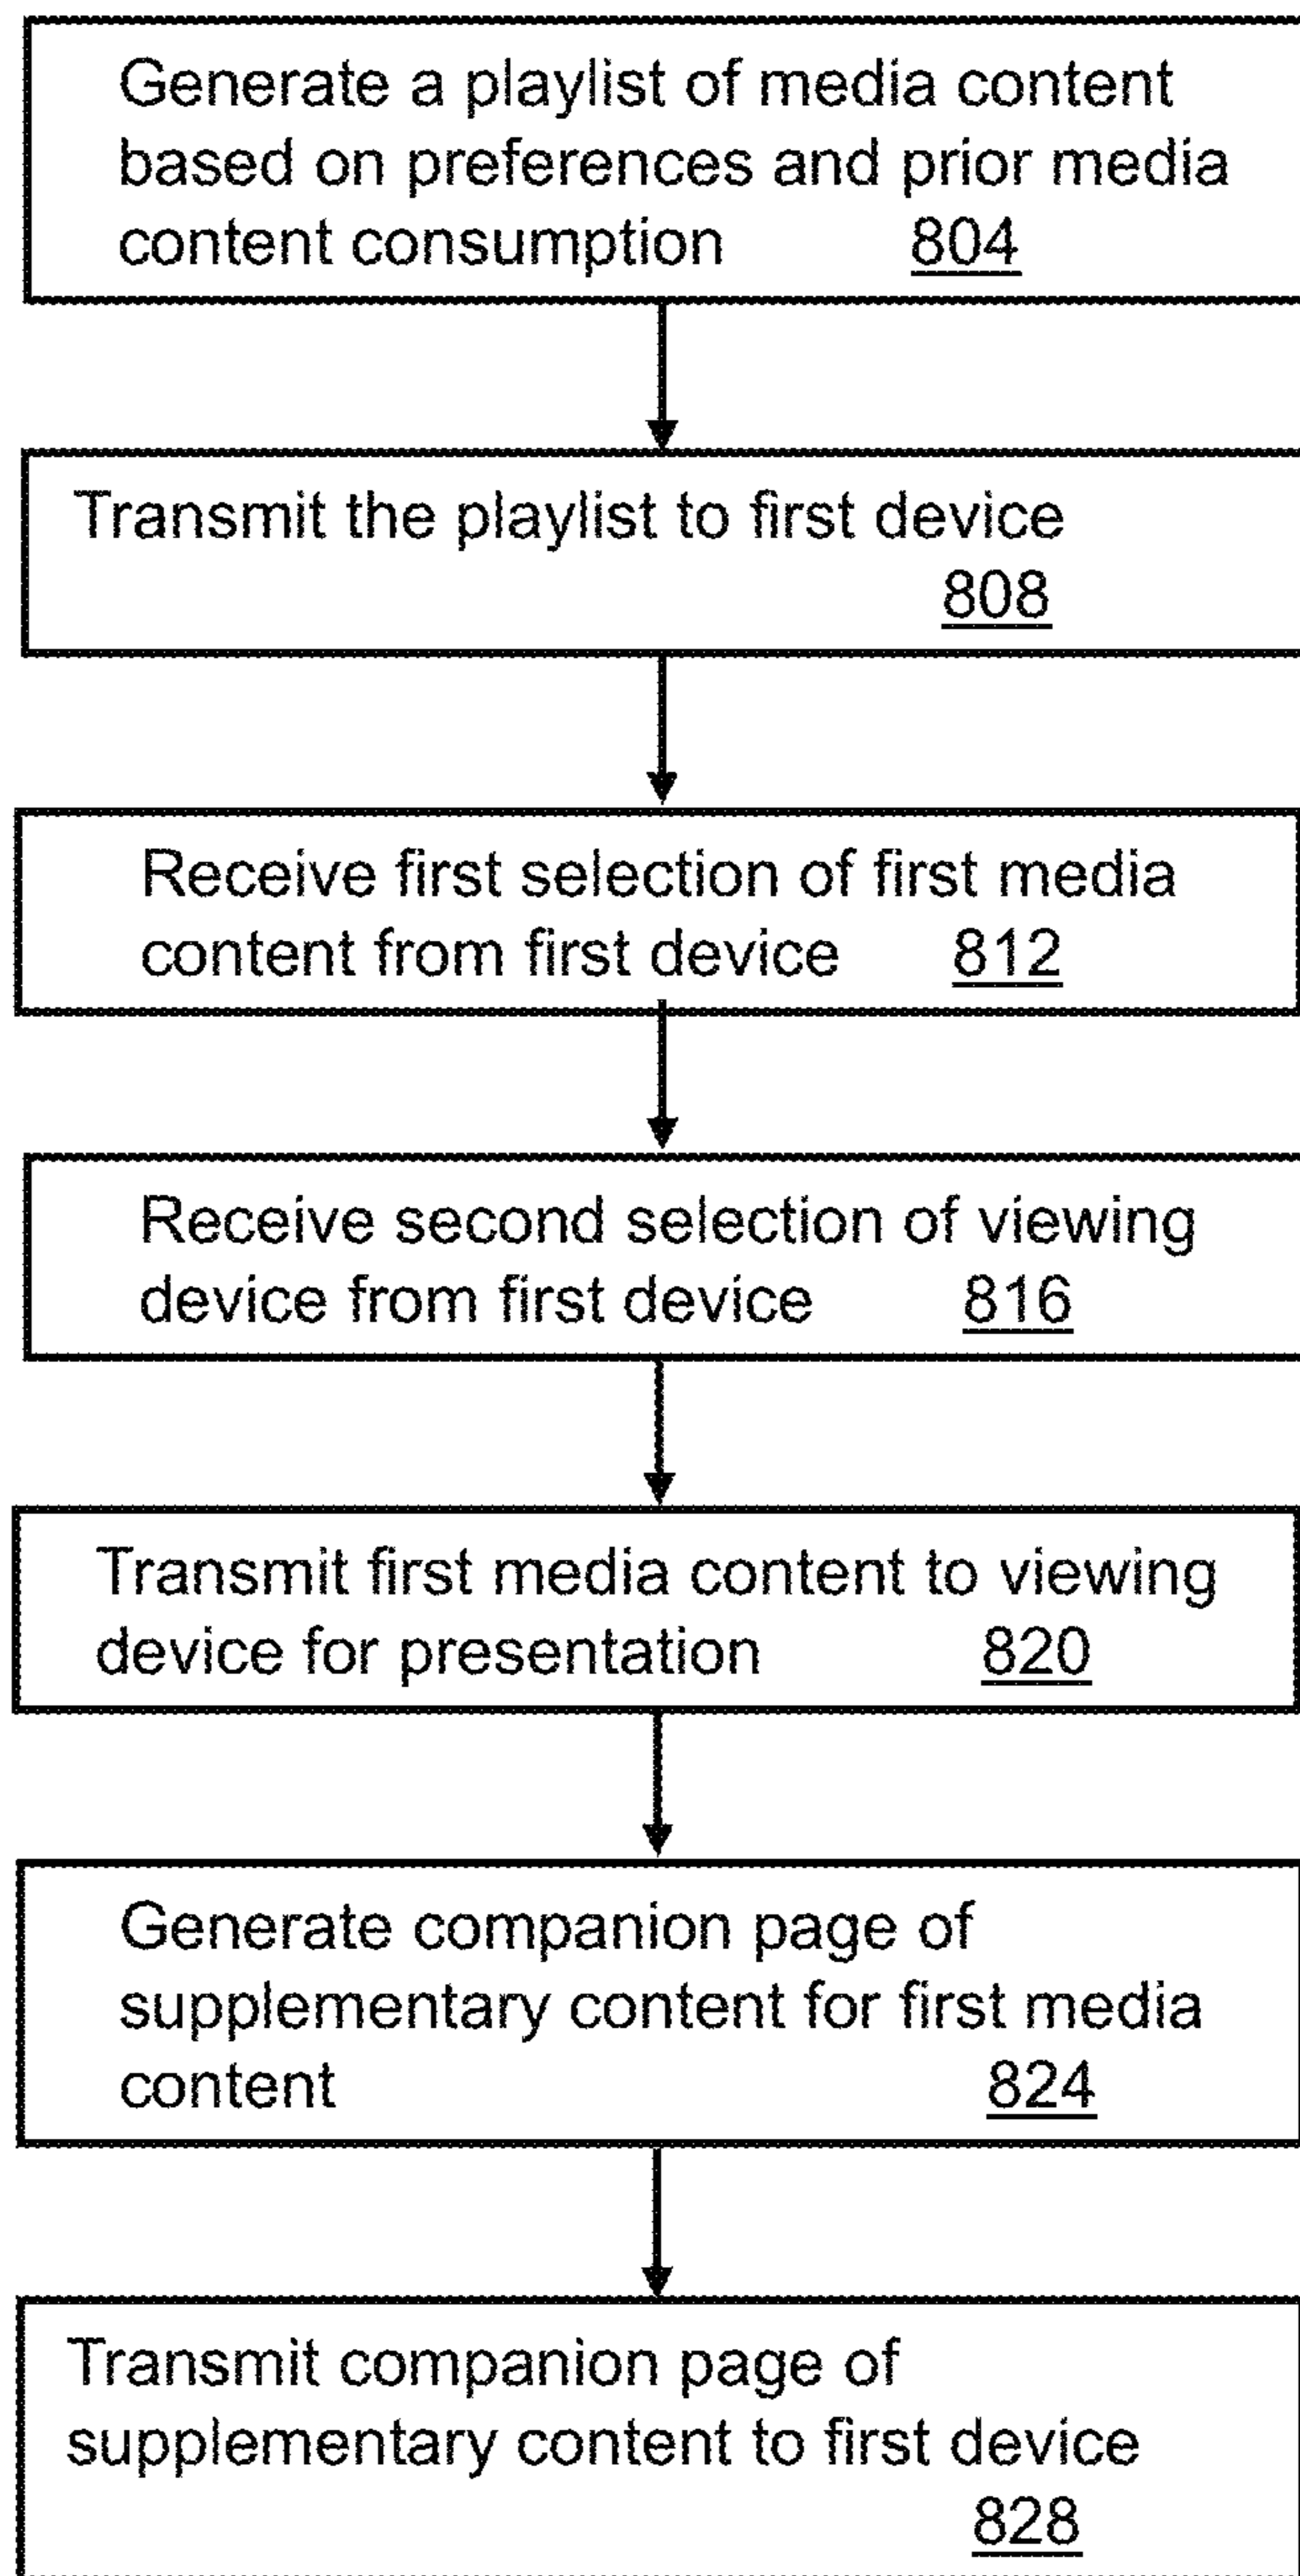 Generate a playlist of media content
based on preferences and prior media
content consumption 804
Transmit the playlist to first device
808
Receive first selection of first media
content from first device 812
Receive second selection of viewing
device from first device 816
Transmit first media content to viewing
device for presentation 820
Generate companion page of
supplementary content for first media
content 824
Transmit companion page of
supplementary content to first device
828